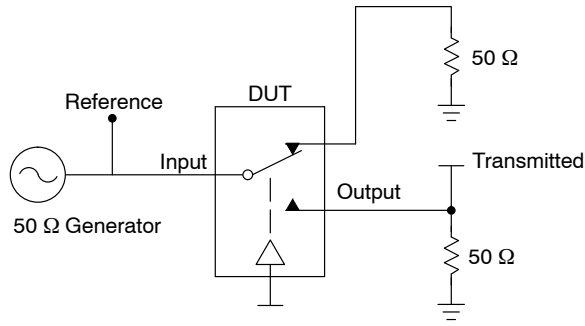 50 Ω
DUT
Reference
Input
Transmitted
Output
50 Ω Generator
50 Ω